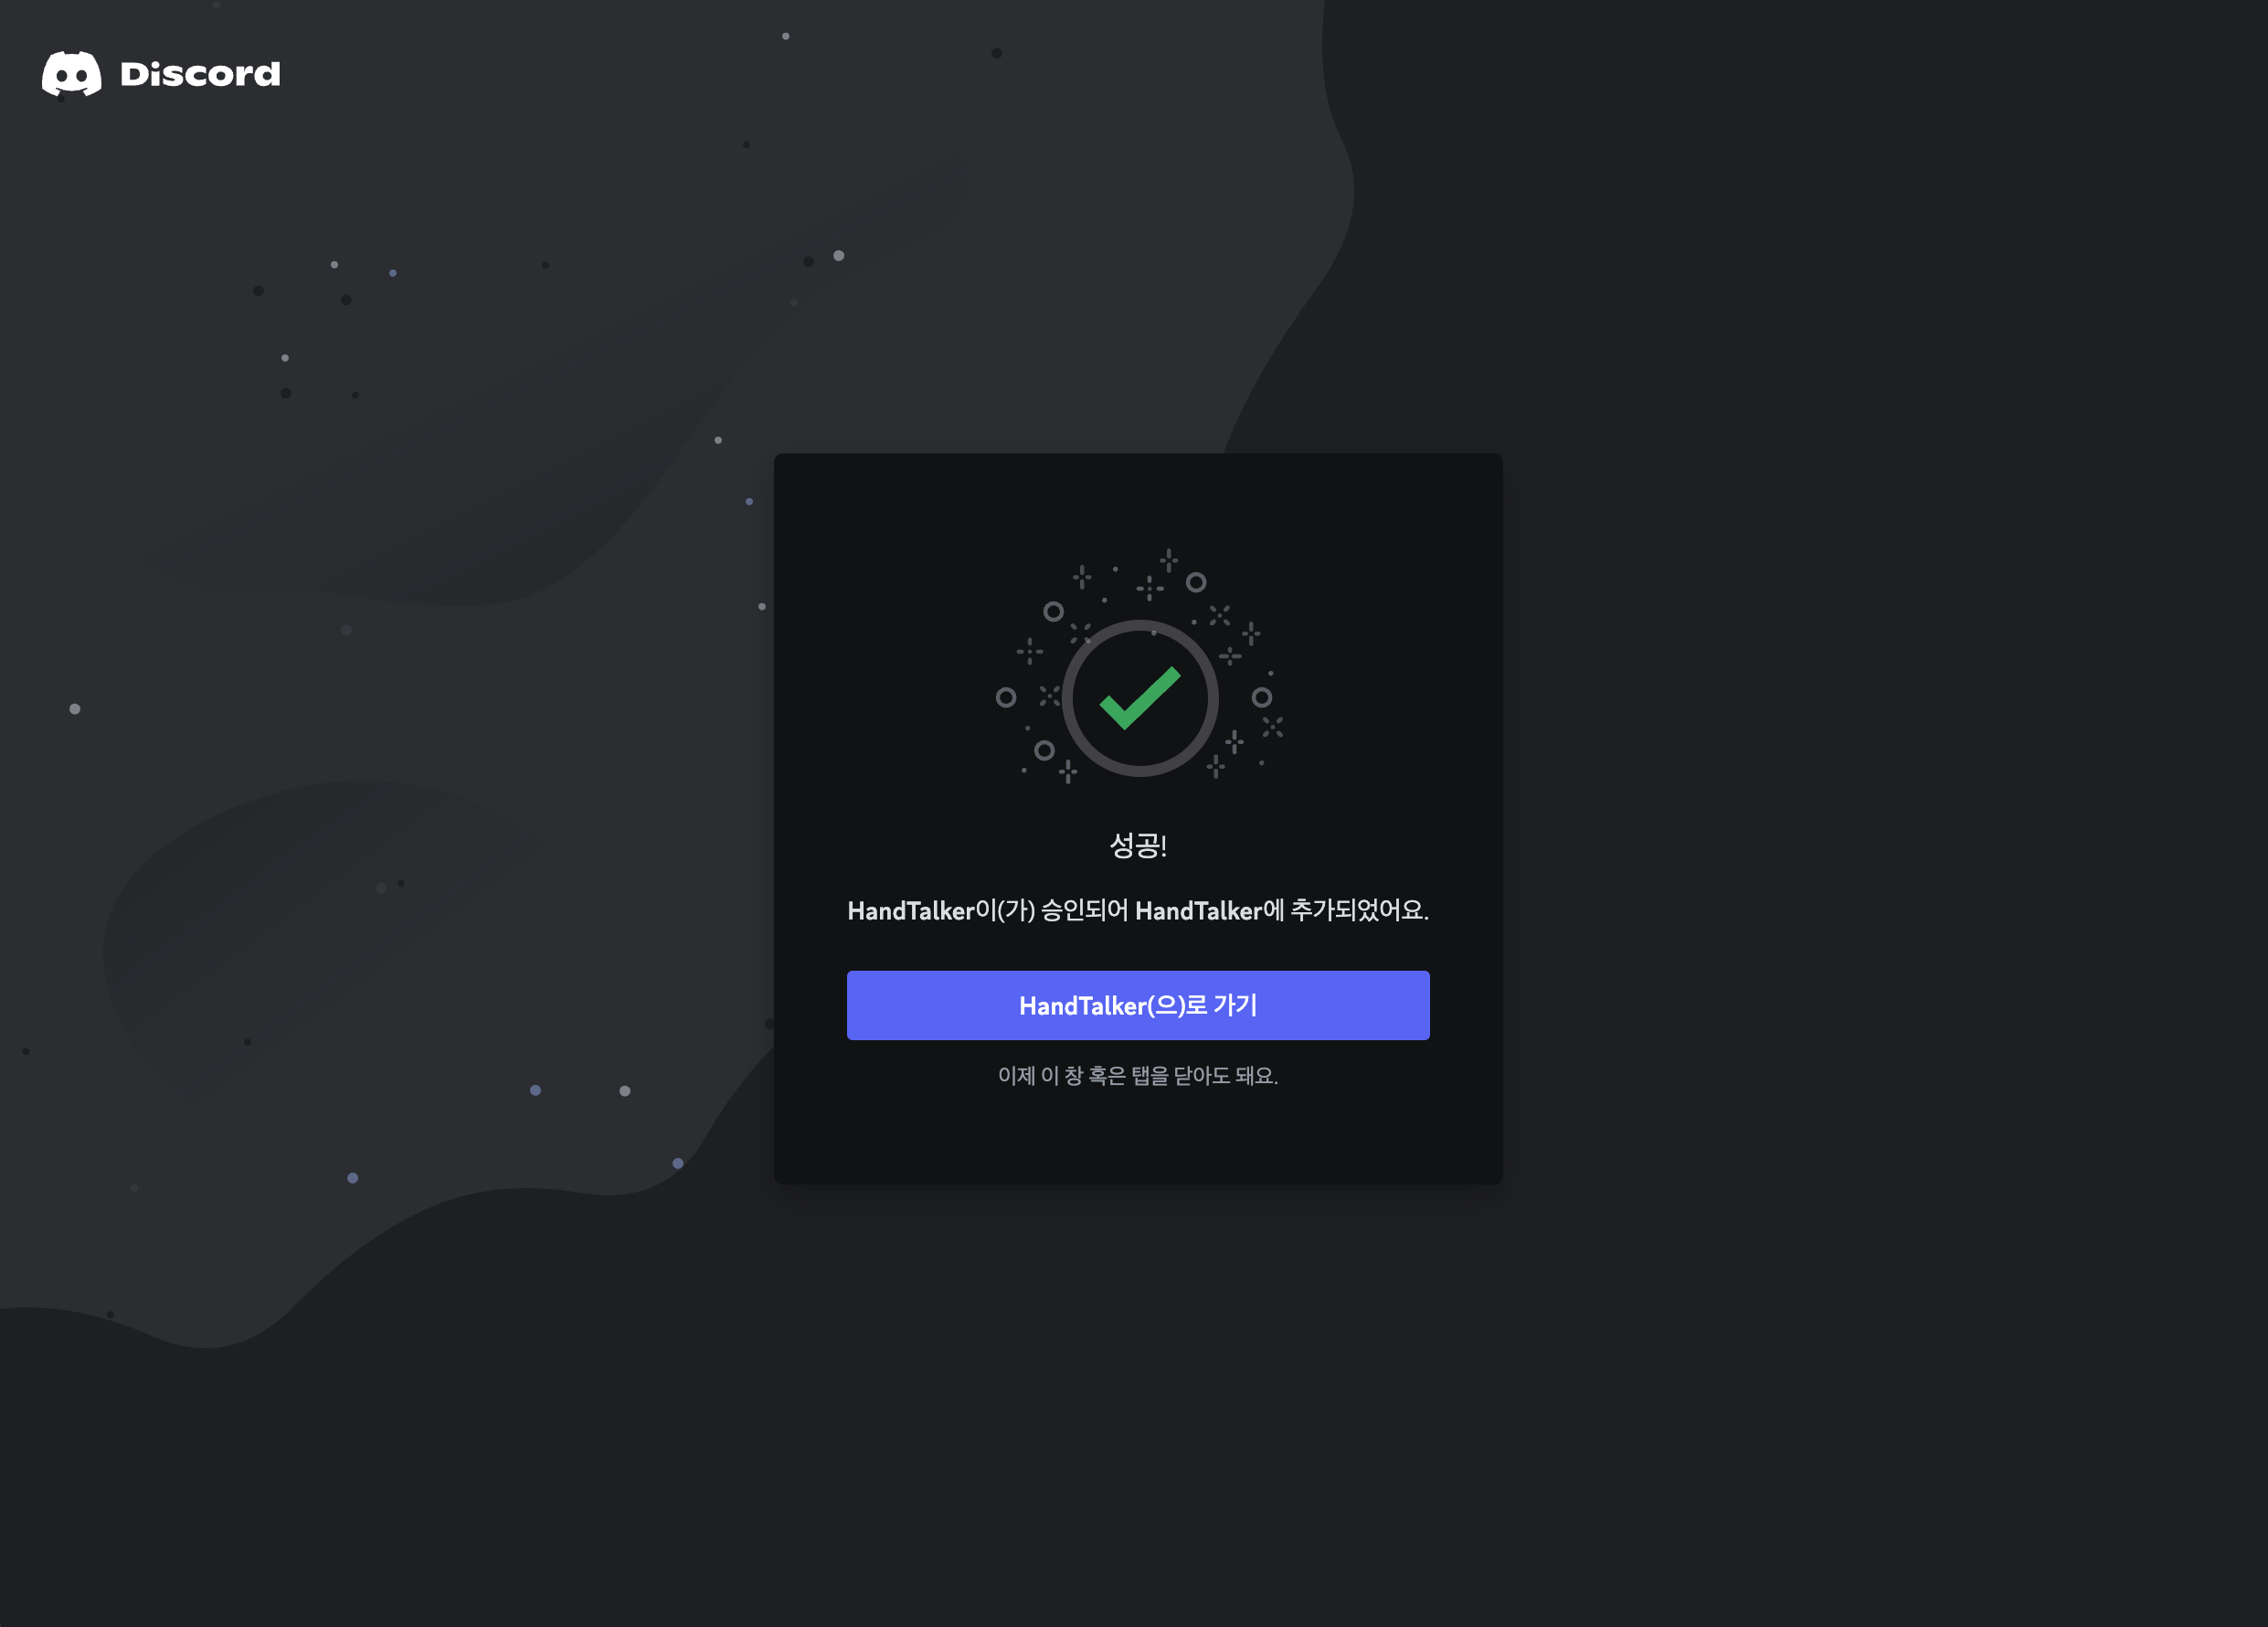 Discord
성공!
HandTalker이(가) 승인되어 HandTalker에 추가되었어요.
HandTalker(으)로 가기
이제 이 창 혹은 탭을 닫아도 돼요.